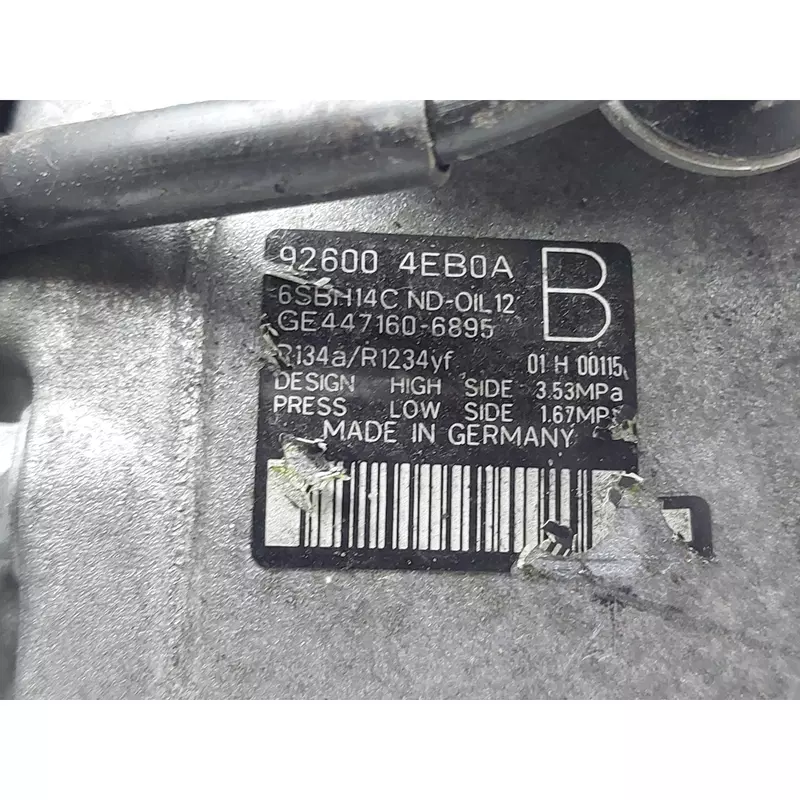 92600 4EB0A
B
6SBH14C ND-OIL12
GE447160-6895
R134a/R1234yf 01 H 00115
DESIGN HIGH SIDE 3.53MPa
PRESS LOW SIDE 1.67MPa
MADE IN GERMANY